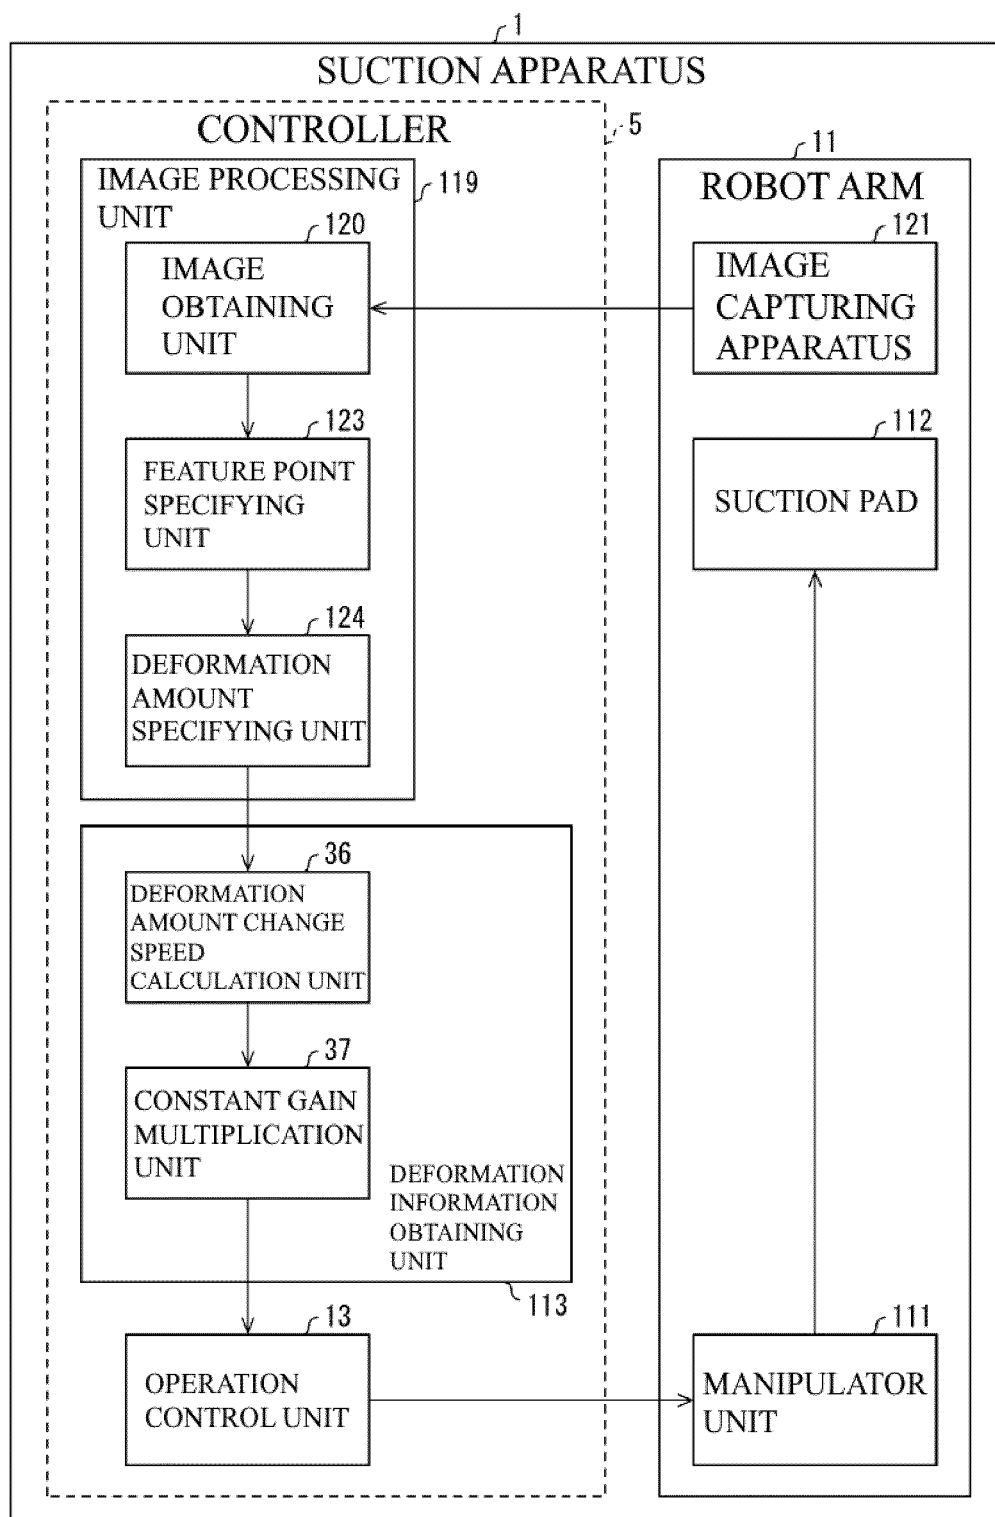 1
SUCTION APPARATUS
CONTROLLER
5
IMAGE PROCESSING
UNIT
119
120
IMAGE
OBTAINING
UNIT
123
FEATURE POINT
SPECIFYING
UNIT
124
DEFORMATION
AMOUNT
SPECIFYING UNIT
36
DEFORMATION
AMOUNT CHANGE
SPEED
CALCULATION UNIT
37
CONSTANT GAIN
MULTIPLICATION
UNIT
DEFORMATION
INFORMATION
OBTAINING
UNIT
113
13
OPERATION
CONTROL UNIT
11
ROBOT ARM
121
IMAGE
CAPTURING
APPARATUS
112
SUCTION PAD
111
MANIPULATOR
UNIT